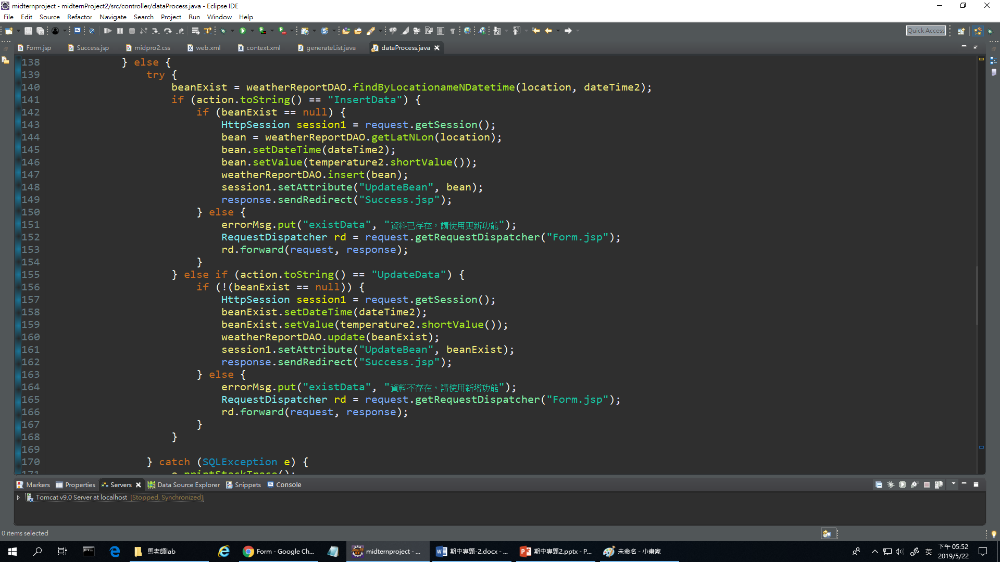 midternproject - midternProject2/src/controller/dataProcess.java - Eclipse IDE
File Edit Source Refactor Navigate Search Project Run Window Help
Quick Access
Form.jsp Success.jsp midpro2.css web.xml context.xml generateList.java dataProcess.java
138 } else {
139 try {
140 beanExist = weatherReportDAO.findByLocationameNDatetime(location, dateTime2);
141 if (action.toString() == "InsertData") {
142 if (beanExist == null) {
143 HttpSession session1 = request.getSession();
144 bean = weatherReportDAO.getLatNLon(location);
145 bean.setDateTime(dateTime2);
146 bean.setValue(temperature2.shortValue());
147 weatherReportDAO.insert(bean);
148 session1.setAttribute("UpdateBean", bean);
149 response.sendRedirect("Success.jsp");
150 } else {
151 errorMsg.put("existData", "資料已存在，請使用更新功能");
152 RequestDispatcher rd = request.getRequestDispatcher("Form.jsp");
153 rd.forward(request, response);
154 }
155 } else if (action.toString() == "UpdateData") {
156 if (!(beanExist == null)) {
157 HttpSession session1 = request.getSession();
158 beanExist.setDateTime(dateTime2);
159 beanExist.setValue(temperature2.shortValue());
160 weatherReportDAO.update(beanExist);
161 session1.setAttribute("UpdateBean", beanExist);
162 response.sendRedirect("Success.jsp");
163 } else {
164 errorMsg.put("existData", "資料不存在，請使用新增功能");
165 RequestDispatcher rd = request.getRequestDispatcher("Form.jsp");
166 rd.forward(request, response);
167 }
168 }
169
170 } catch (SQLException e) {
171 e.printStackTrace();
Markers Properties Servers Data Source Explorer Snippets Console
Tomcat v9.0 Server at localhost [Stopped, Synchronized]
0 items selected
馬老師lab Form - Google Ch... midternproject - ... 期中專題-2.docx - ... 期中專題2.pptx - P... 未命名 - 小畫家 英 下午 05:52
2019/5/22